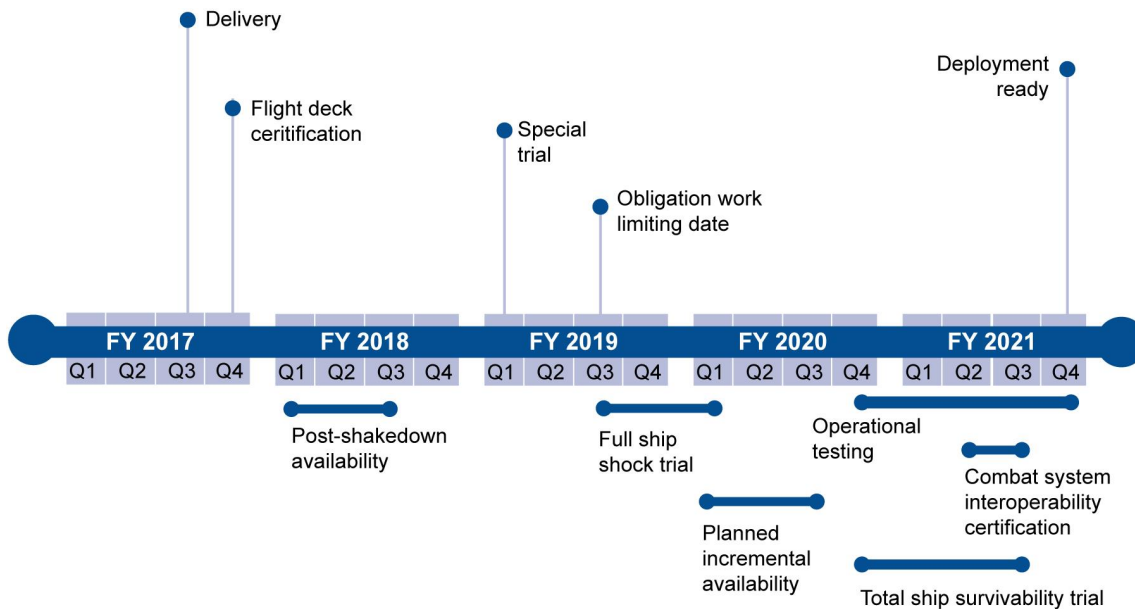 Delivery
Flight deck
ceritification
Special
trial
Obligation work
limiting date
Deployment
ready
FY 2017
FY 2018
FY 2019
FY 2020
FY 2021
Q1 Q2 Q3 Q4
Q1 Q2 Q3 Q4
Q1 Q2 Q3 Q4
Q1 Q2 Q3 Q4
Q1 Q2 Q3 Q4
Post-shakedown
availability
Full ship
shock trial
Planned
incremental
availability
Operational
testing
Combat system
interoperability
certification
Total ship survivability trial